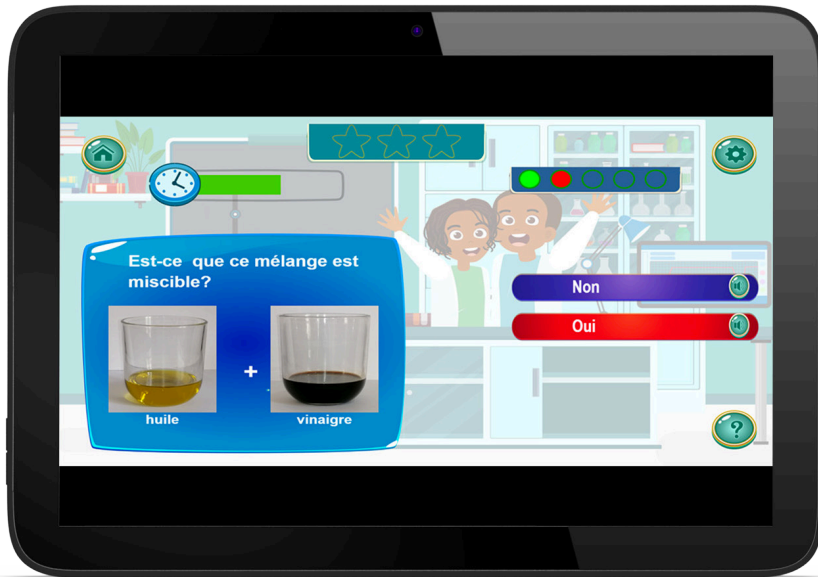 Est-ce que ce mélange est
miscible?
+
huile
vinaigre
Non
Oui
?